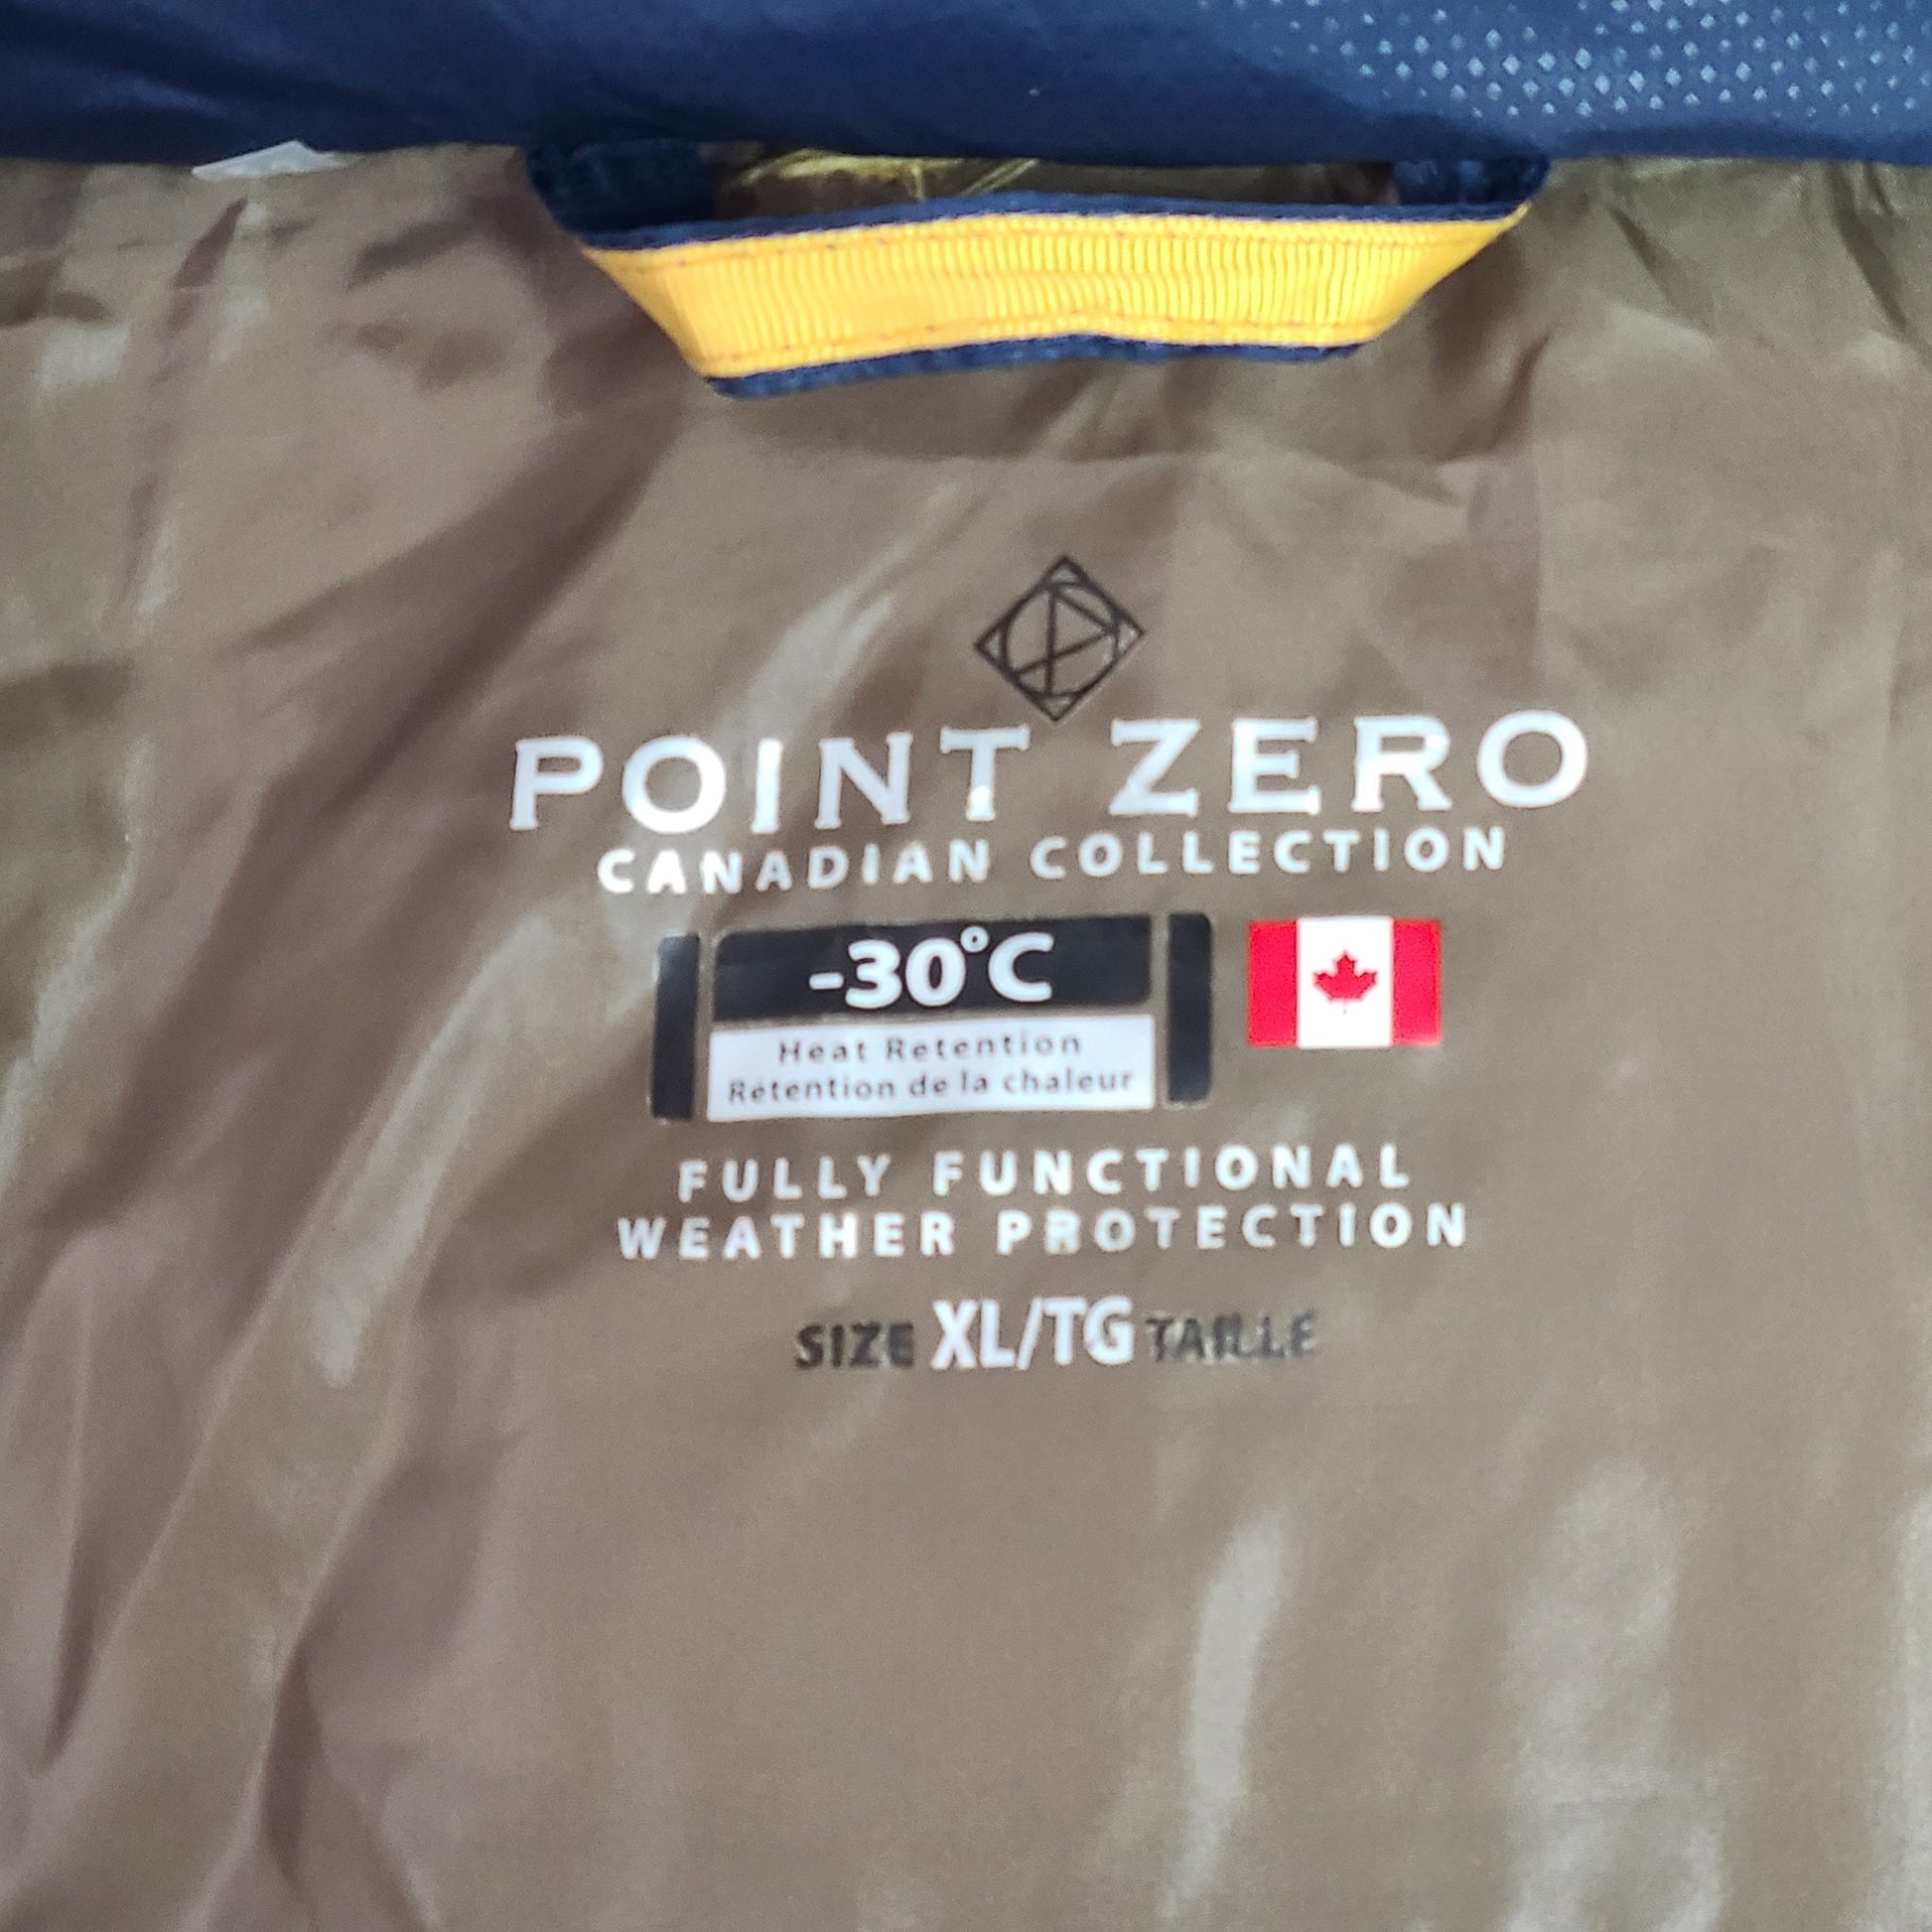 POINT ZERO
CANADIAN COLLECTION
-30°C
Heat Retention
Rétention de la chaleur
FULLY FUNCTIONAL
WEATHER PROTECTION
SIZE XL/TG TAILLE